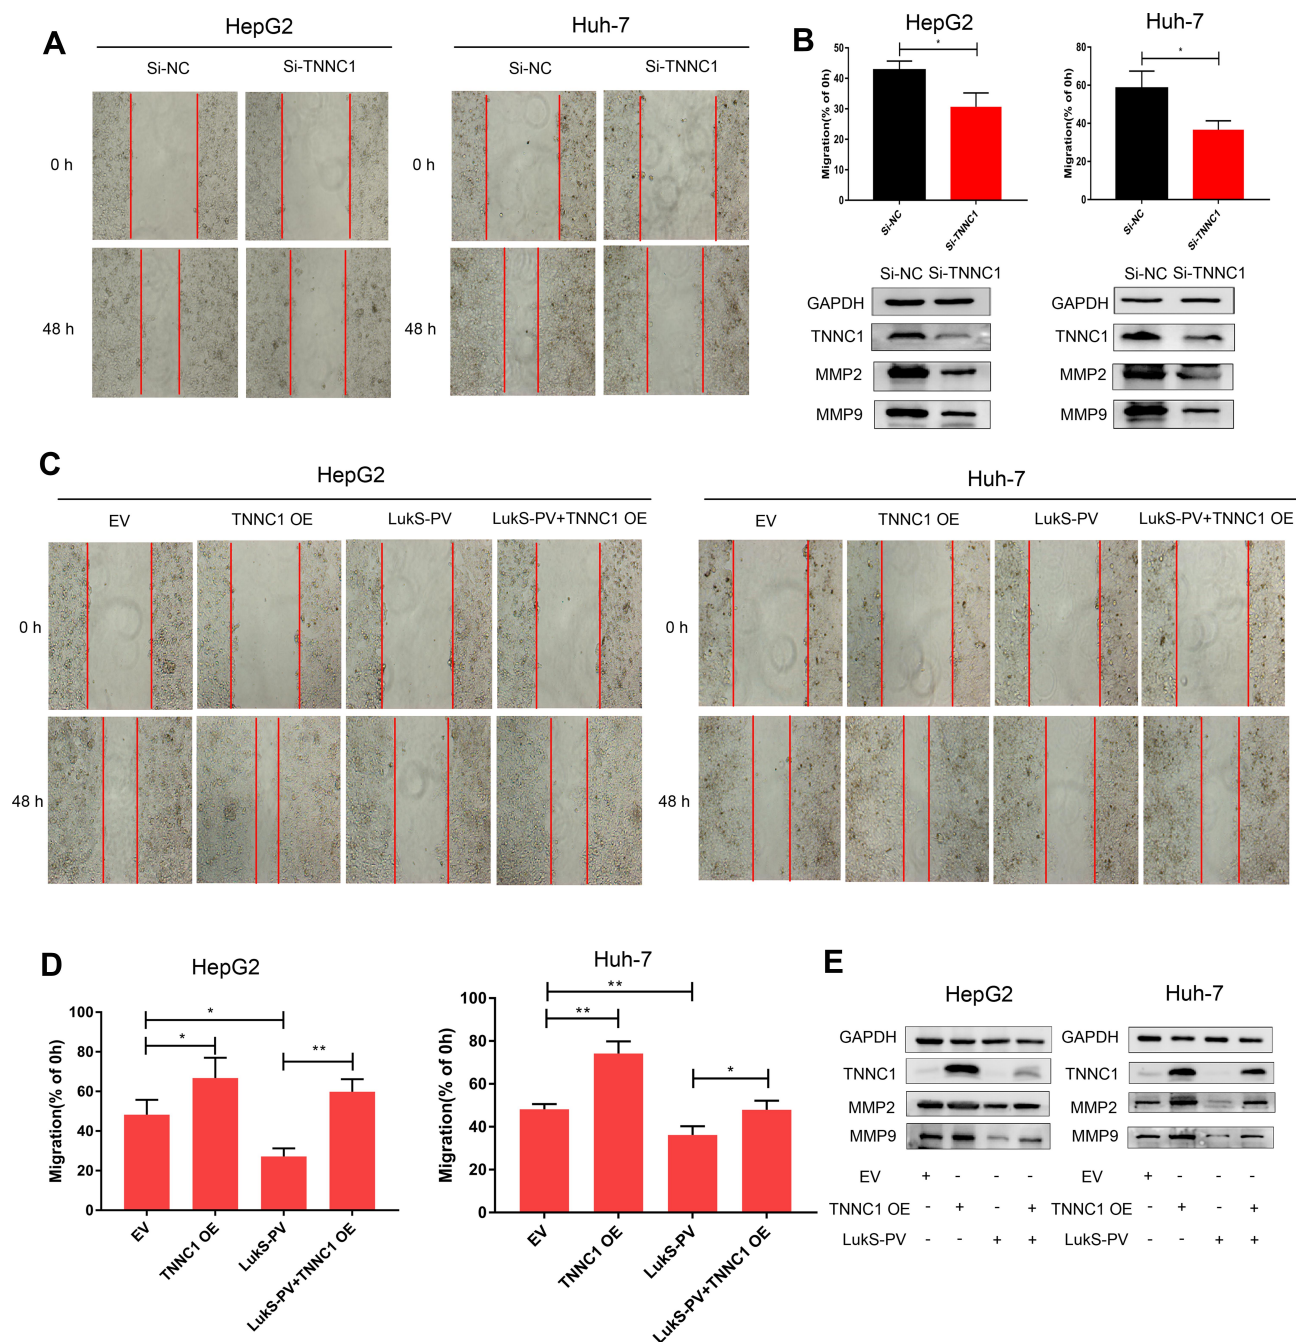 A
HepG2
Huh-7
Si-NC
Si-TNNC1
Si-NC
Si-TNNC1
0 h
0 h
48 h
48 h
B
HepG2
Huh-7
Migration(% of 0h)
50
40
30
20
10
0
*
Si-NC
Si-TNNC1
Migration(% of 0h)
80
60
40
20
0
*
Si-NC
Si-TNNC1
Si-NC Si-TNNC1
GAPDH
TNNC1
MMP2
MMP9
Si-NC Si-TNNC1
GAPDH
TNNC1
MMP2
MMP9
C
HepG2
Huh-7
EV
TNNC1 OE
LukS-PV
LukS-PV+TNNC1 OE
EV
TNNC1 OE
LukS-PV
LukS-PV+TNNC1 OE
0 h
0 h
48 h
48 h
D
HepG2
Migration(% of 0h)
100
80
60
40
20
0
*
*
**
EV
TNNC1 OE
LukS-PV
LukS-PV+TNNC1 OE
Huh-7
Migration(% of 0h)
100
80
60
40
20
0
**
**
*
EV
TNNC1 OE
LukS-PV
LukS-PV+TNNC1 OE
E
HepG2
Huh-7
GAPDH
TNNC1
MMP2
MMP9
EV + - - -
TNNC1 OE - + - +
LukS-PV - - + +
GAPDH
TNNC1
MMP2
MMP9
EV + - - -
TNNC1 OE - + - +
LukS-PV - - + +